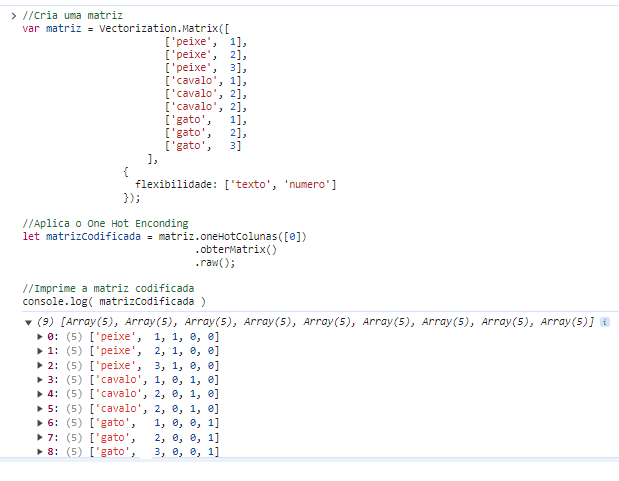 > //Cria uma matriz
var matriz = Vectorization.Matrix([
['peixe', 1],
['peixe', 2],
['peixe', 3],
['cavalo', 1],
['cavalo', 2],
['cavalo', 2],
['gato', 1],
['gato', 2],
['gato', 3]
],
{
flexibilidade: ['texto', 'numero']
});
//Aplica o One Hot Enconding
let matrizCodificada = matriz.oneHotColunas([0])
.obterMatrix()
.raw();
//Imprime a matriz codificada
console.log( matrizCodificada )
▼ (9) [Array(5), Array(5), Array(5), Array(5), Array(5), Array(5), Array(5), Array(5), Array(5)] i
▶ 0: (5) ['peixe', 1, 1, 0, 0]
▶ 1: (5) ['peixe', 2, 1, 0, 0]
▶ 2: (5) ['peixe', 3, 1, 0, 0]
▶ 3: (5) ['cavalo', 1, 0, 1, 0]
▶ 4: (5) ['cavalo', 2, 0, 1, 0]
▶ 5: (5) ['cavalo', 2, 0, 1, 0]
▶ 6: (5) ['gato', 1, 0, 0, 1]
▶ 7: (5) ['gato', 2, 0, 0, 1]
▶ 8: (5) ['gato', 3, 0, 0, 1]